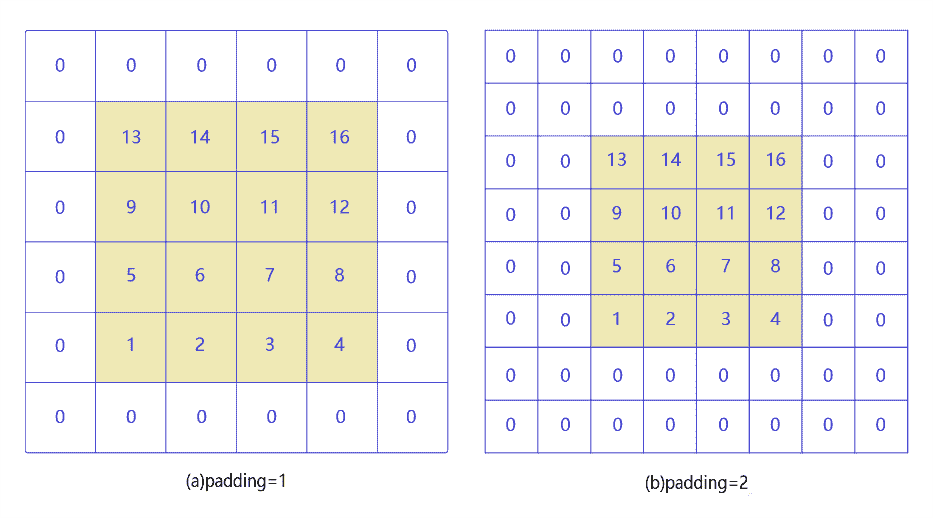 0 0 0 0 0 0
0 13 14 15 16 0
0 9 10 11 12 0
0 5 6 7 8 0
0 1 2 3 4 0
0 0 0 0 0 0
(a)padding=1
0 0 0 0 0 0 0 0
0 0 0 0 0 0 0 0
0 0 13 14 15 16 0 0
0 0 9 10 11 12 0 0
0 0 5 6 7 8 0 0
0 0 1 2 3 4 0 0
0 0 0 0 0 0 0 0
0 0 0 0 0 0 0 0
(b)padding=2